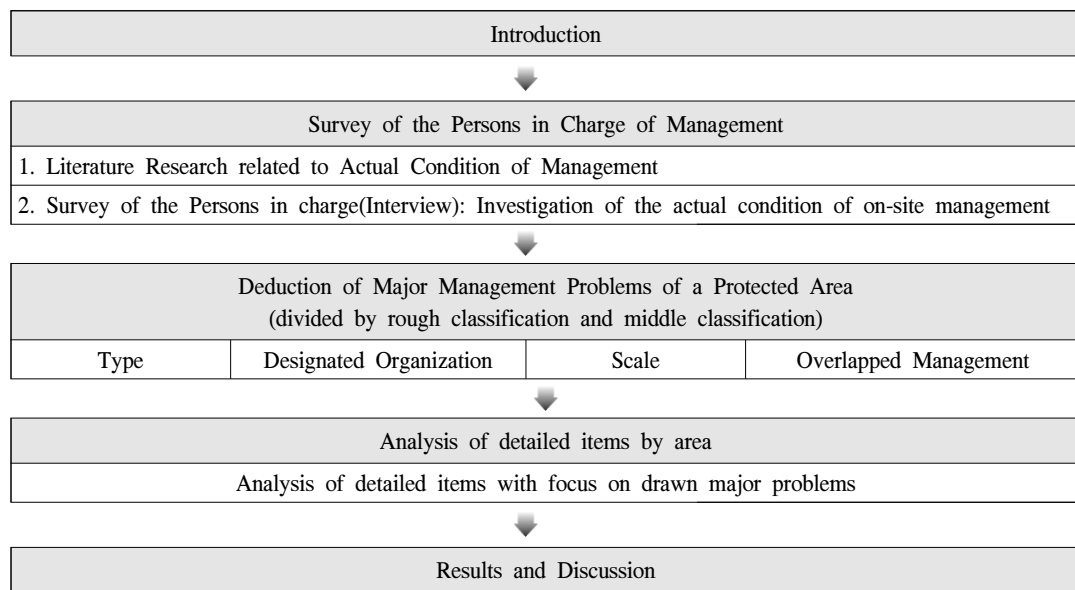 Introduction
Survey of the Persons in Charge of Management
1. Literature Research related to Actual Condition of Management
2. Survey of the Persons in charge(Interview): Investigation of the actual condition of on-site management
Deduction of Major Management Problems of a Protected Area
(divided by rough classification and middle classification)
Type
Designated Organization
Scale
Overlapped Management
Analysis of detailed items by area
Analysis of detailed items with focus on drawn major problems
Results and Discussion